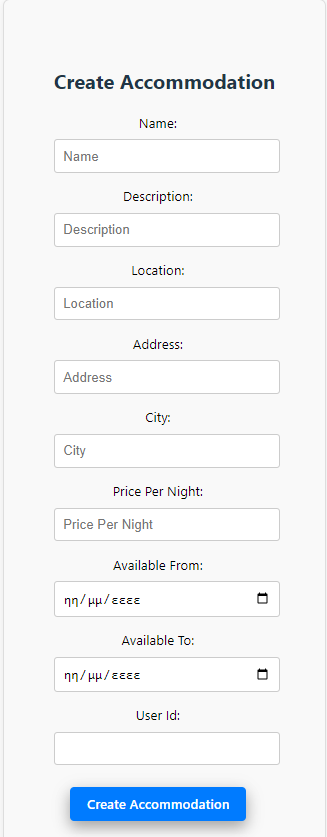 Create Accommodation
Name:
Name
Description:
Description
Location:
Location
Address:
Address
City:
City
Price Per Night:
Price Per Night
Available From:
ηη/μμ/εεεε
Available To:
ηη/μμ/εεεε
User Id:
Create Accommodation